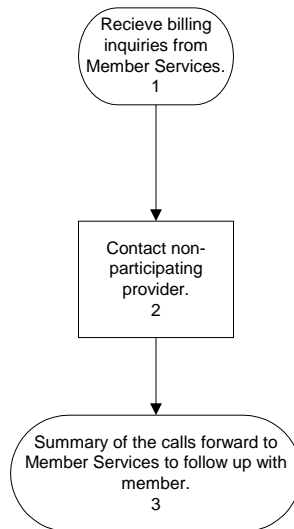 Recieve billing
inquiries from
Member Services.
1
Contact non-
participating
provider.
2
Summary of the calls forward to
Member Services to follow up with
member.
3